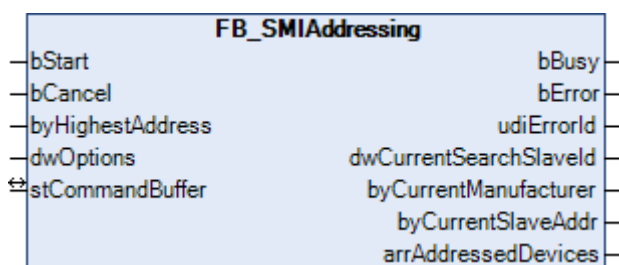 FB_SMIAddressing
bStart bBusy
bCancel bError
byHighestAddress udiErrorId
dwOptions dwCurrentSearchSlaveId
stCommandBuffer byCurrentManufacturer
byCurrentSlaveAddr
arrAddressedDevices